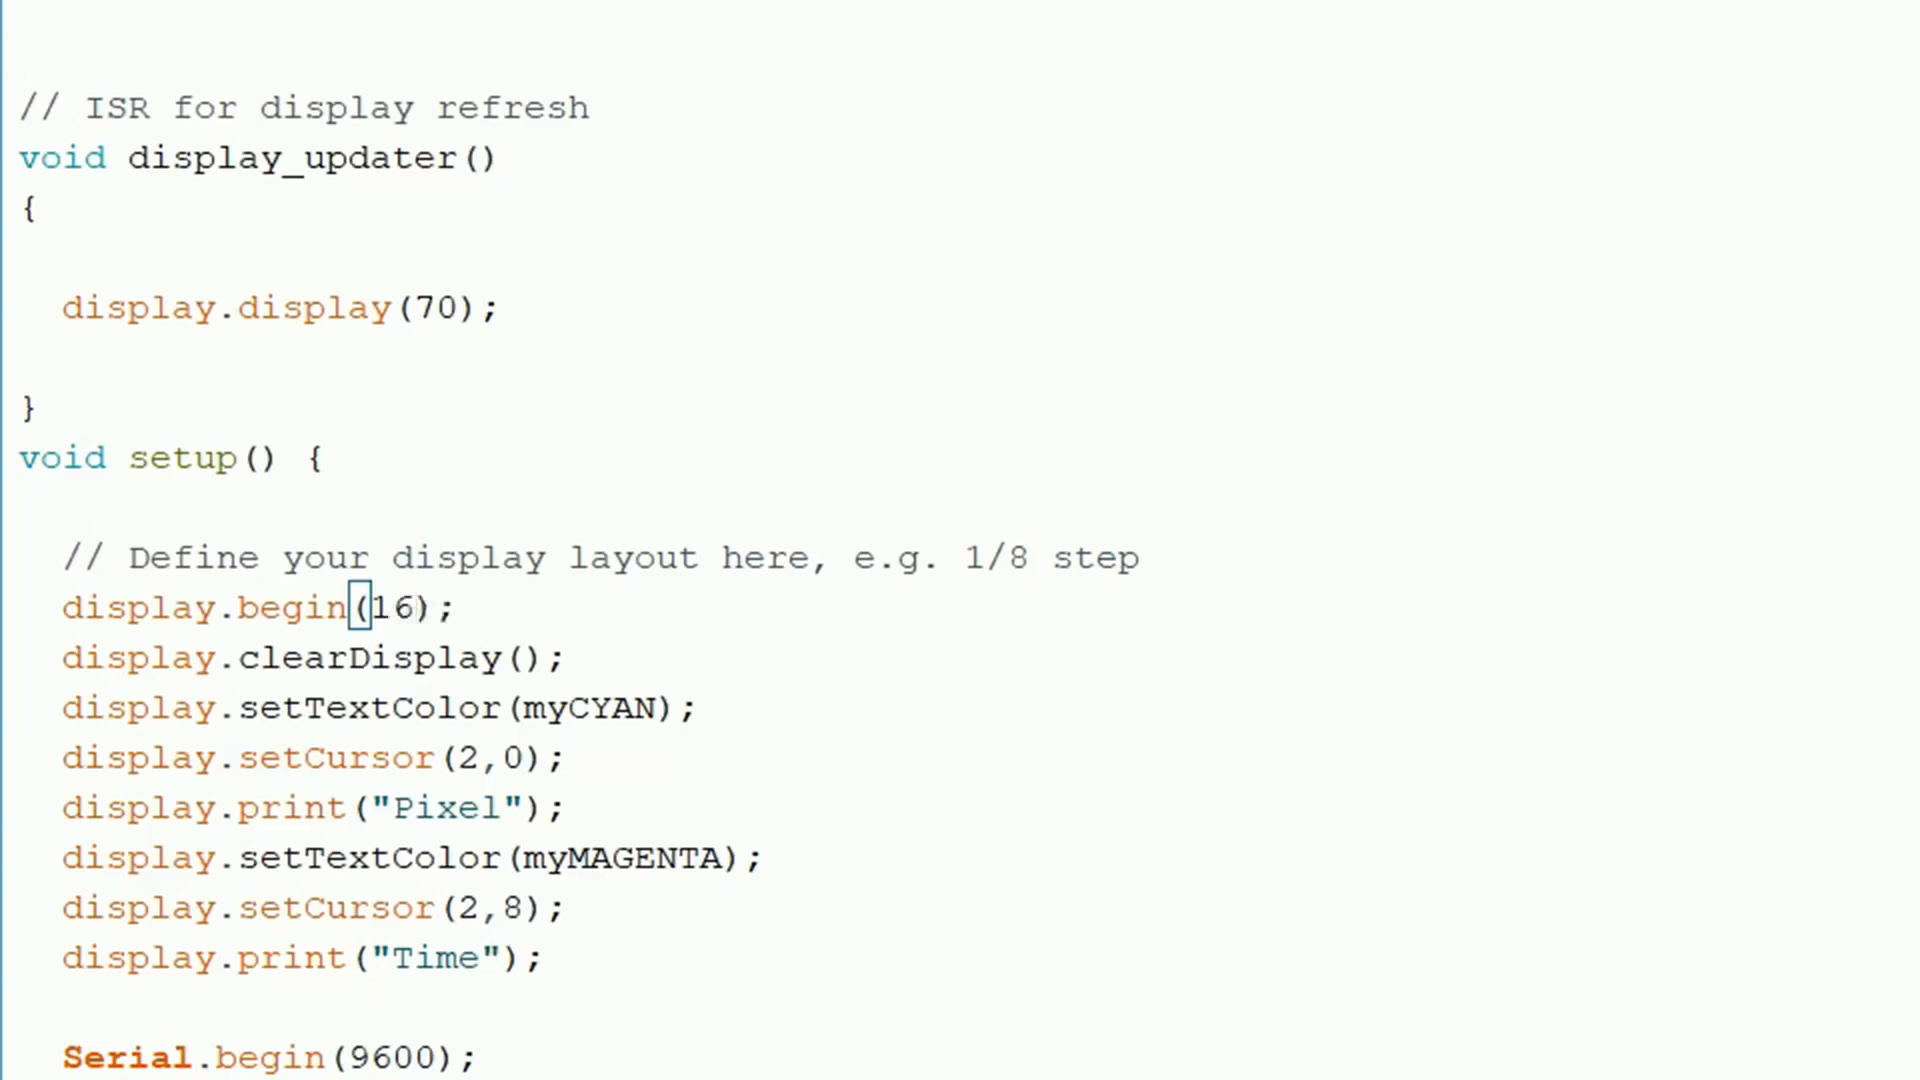 // ISR for display refresh
void display_updater()
{
display.display(70);
}
void setup() {
// Define your display layout here, e.g. 1/8 step
display.begin(16);
display.clearDisplay();
display.setTextColor(myCYAN);
display.setCursor(2,0);
display.print("Pixel");
display.setTextColor(myMAGENTA);
display.setCursor(2,8);
display.print("Time");
Serial.begin(9600);